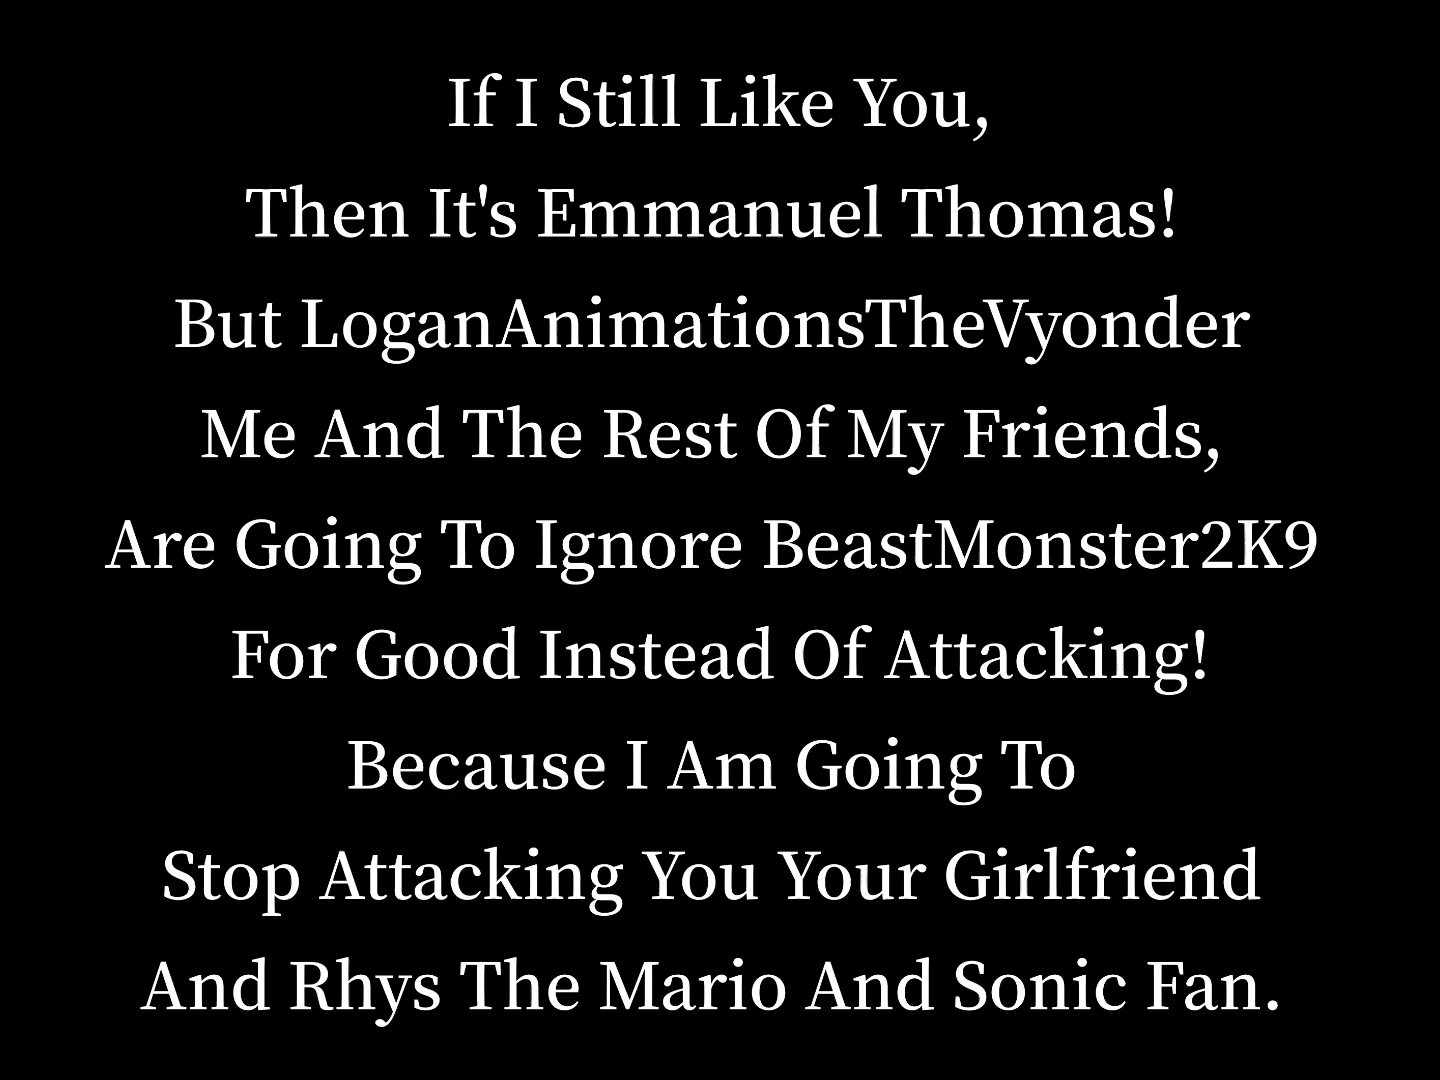 If I Still Like You,
Then It's Emmanuel Thomas!
But LoganAnimationsTheVyonder
Me And The Rest Of My Friends,
Are Going To Ignore BeastMonster2K9
For Good Instead Of Attacking!
Because I Am Going To
Stop Attacking You Your Girlfriend
And Rhys The Mario And Sonic Fan.